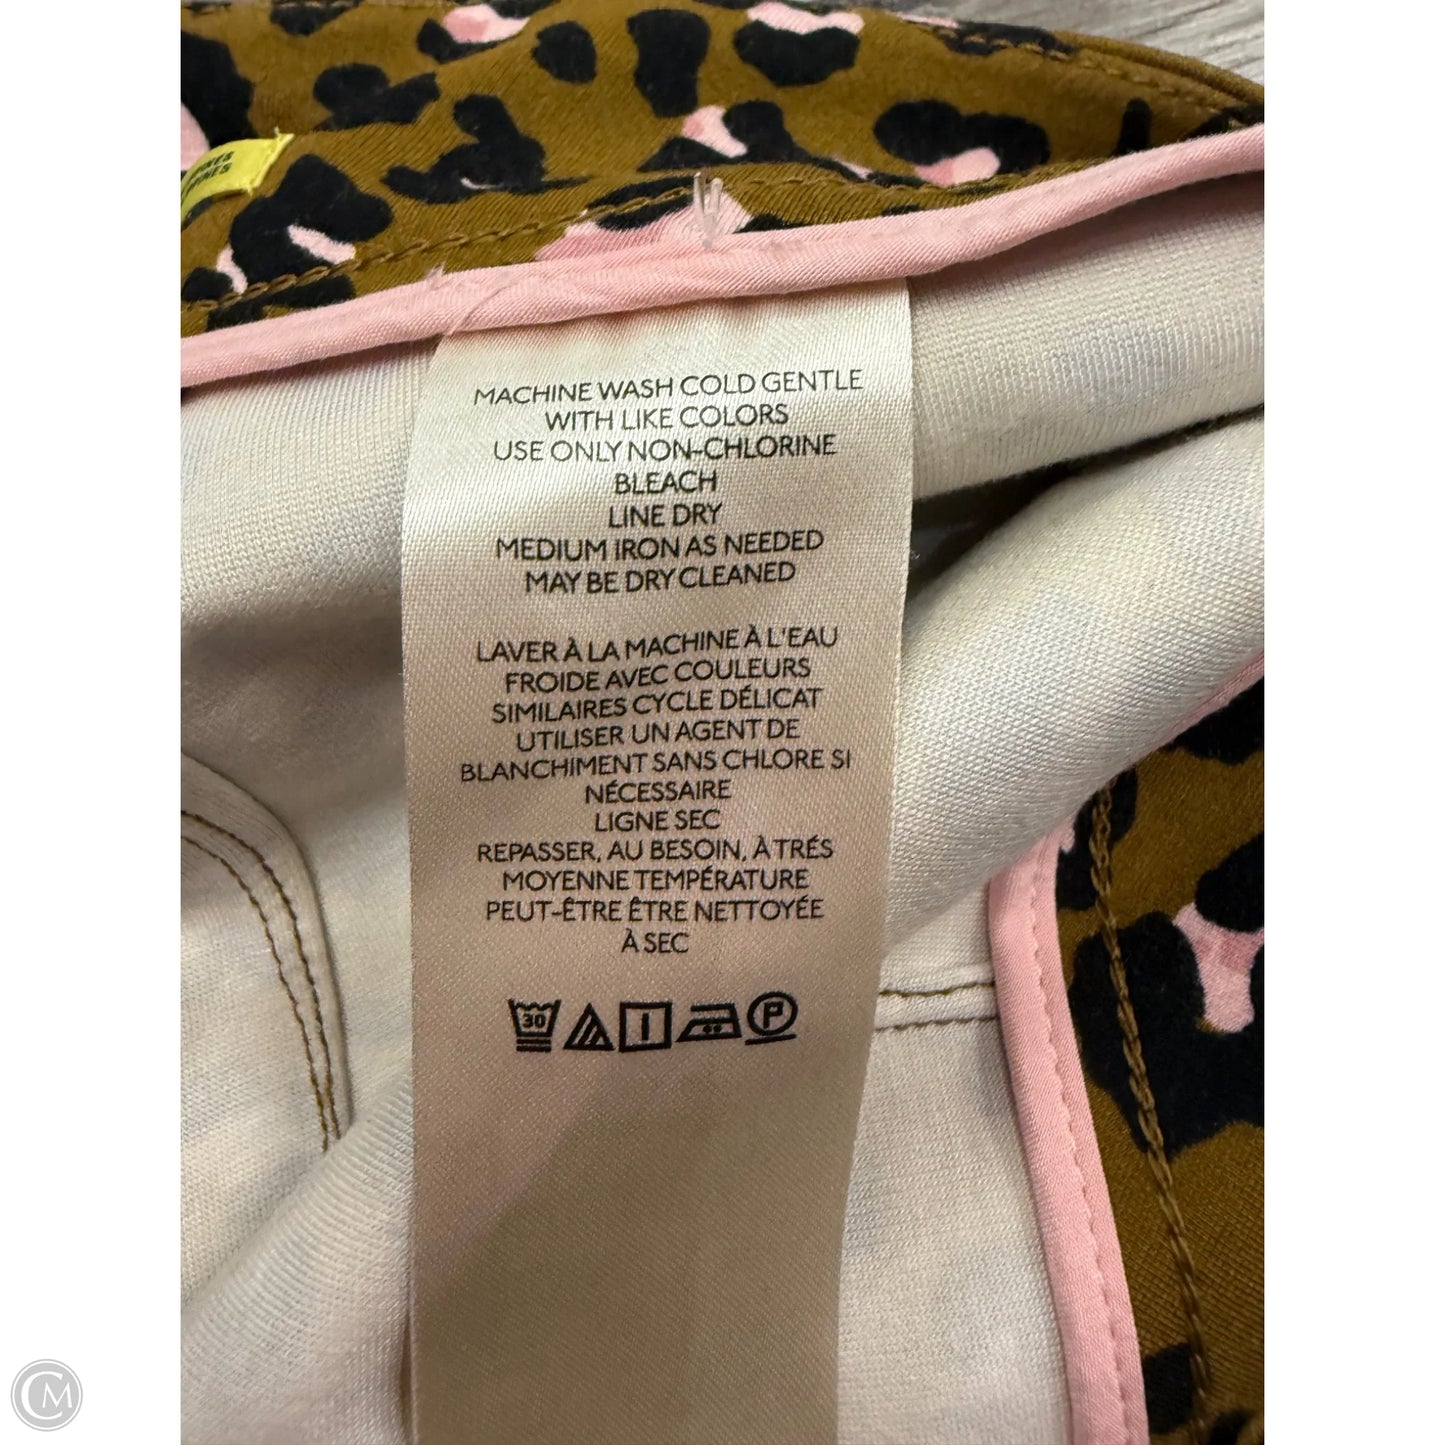 MACHINE WASH COLD GENTLE
WITH LIKE COLORS
USE ONLY NON-CHLORINE
BLEACH
LINE DRY
MEDIUM IRON AS NEEDED
MAY BE DRY CLEANED
LAVER À LA MACHINE À L'EAU
FROIDE AVEC COULEURS
SIMILAIRES CYCLE DÉLICAT
UTILISER UN AGENT DE
BLANCHIMENT SANS CHLORE SI
NÉCESSAIRE
LIGNE SEC
REPASSER, AU BESOIN, À TRÉS
MOYENNE TEMPÉRATURE
PEUT-ÊTRE ÊTRE NETTOYÉE
À SEC
30 P
CM